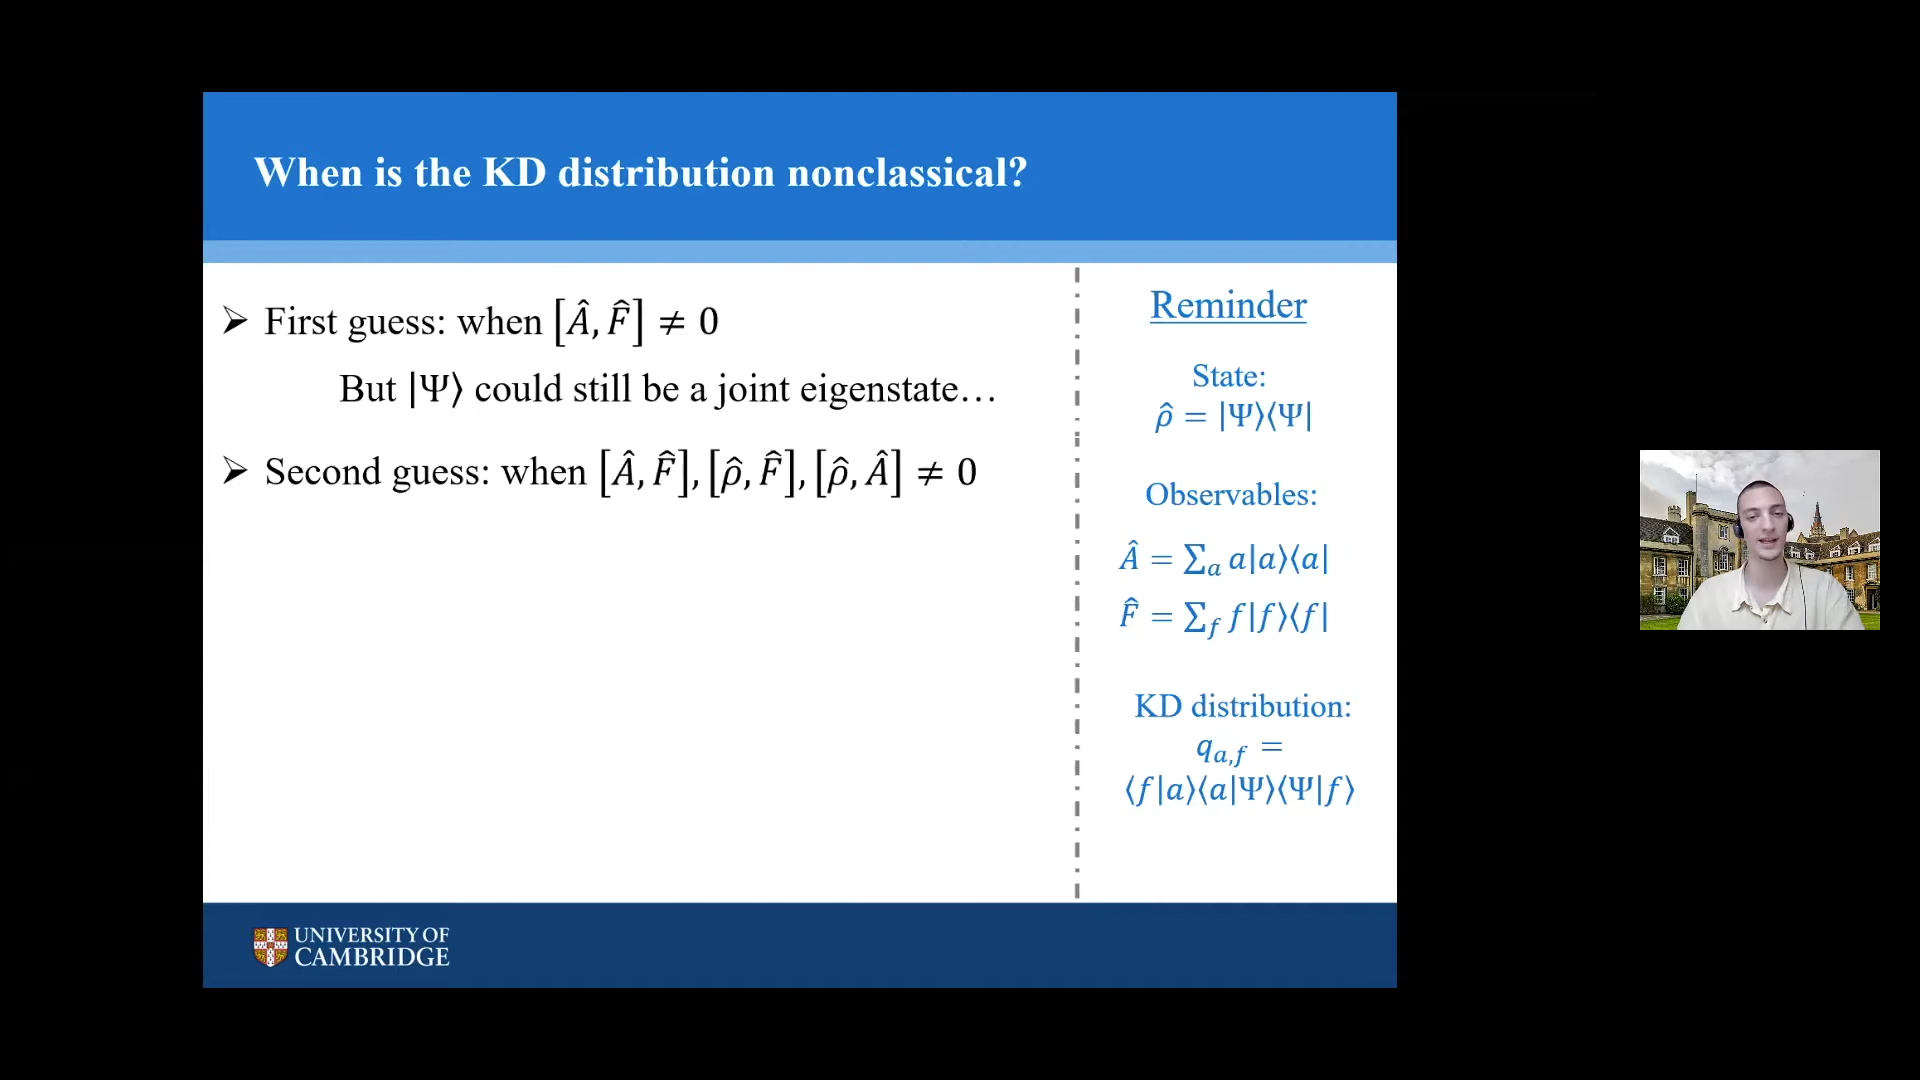 When is the KD distribution nonclassical?
➢ First guess: when [Â, F̂] ≠ 0
But |Ψ⟩ could still be a joint eigenstate…
➢ Second guess: when [Â, F̂], [ρ̂, F̂], [ρ̂, Â] ≠ 0
Reminder
State:
ρ̂ = |Ψ⟩⟨Ψ|
Observables:
Â = ∑ₐ a|a⟩⟨a|
F̂ = ∑_f f|f⟩⟨f|
KD distribution:
q_{a,f} =
⟨f|a⟩⟨a|Ψ⟩⟨Ψ|f⟩
UNIVERSITY OF
CAMBRIDGE